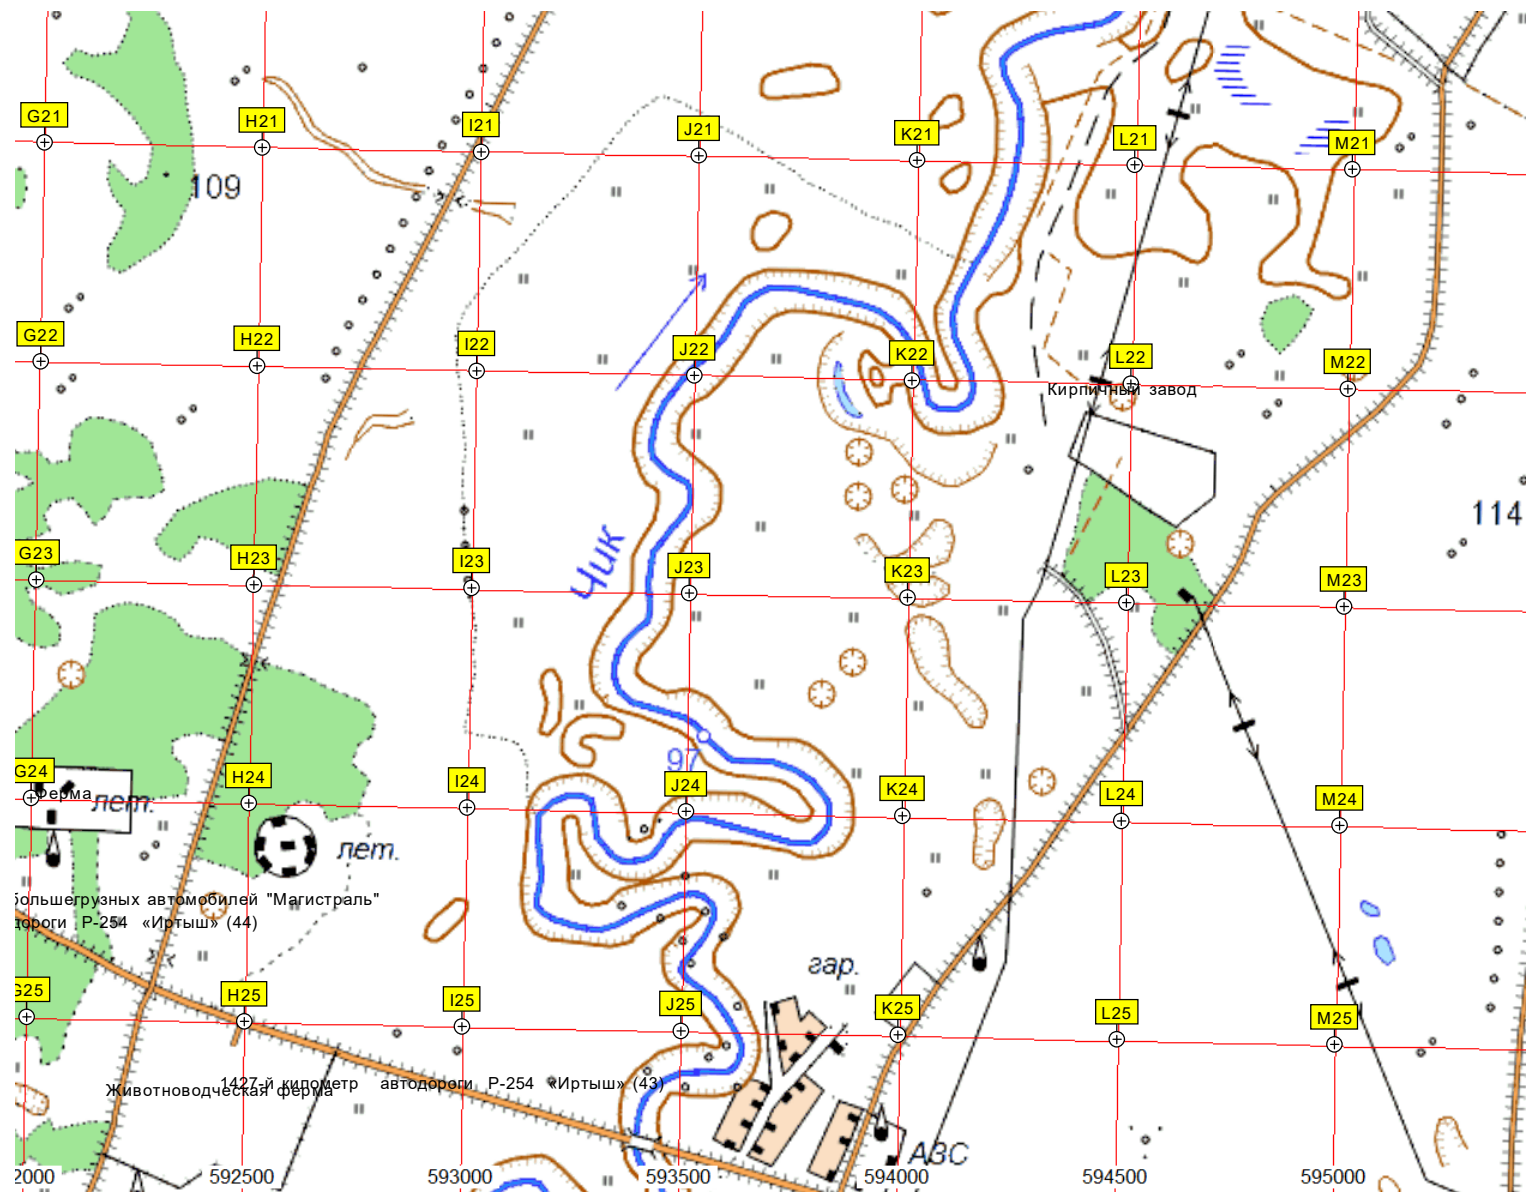 G21
H21
I21
J21
K21
L21
M21
109
G22
H22
I22
J22
K22
L22
M22
Кирпичный завод
114
Чик
G23
H23
I23
J23
K23
L23
M23
97
G24
H24
I24
J24
K24
L24
M24
Ферма
лет.
лет.
большегрузных автомобилей "Магистраль"
дороги Р-254 «Иртыш» (44)
гар.
G25
H25
I25
J25
K25
L25
M25
1427-й километр автодороги Р-254 «Иртыш» (43)
Животноводческая ферма
АЗС
2000
592500
593000
593500
594000
594500
595000